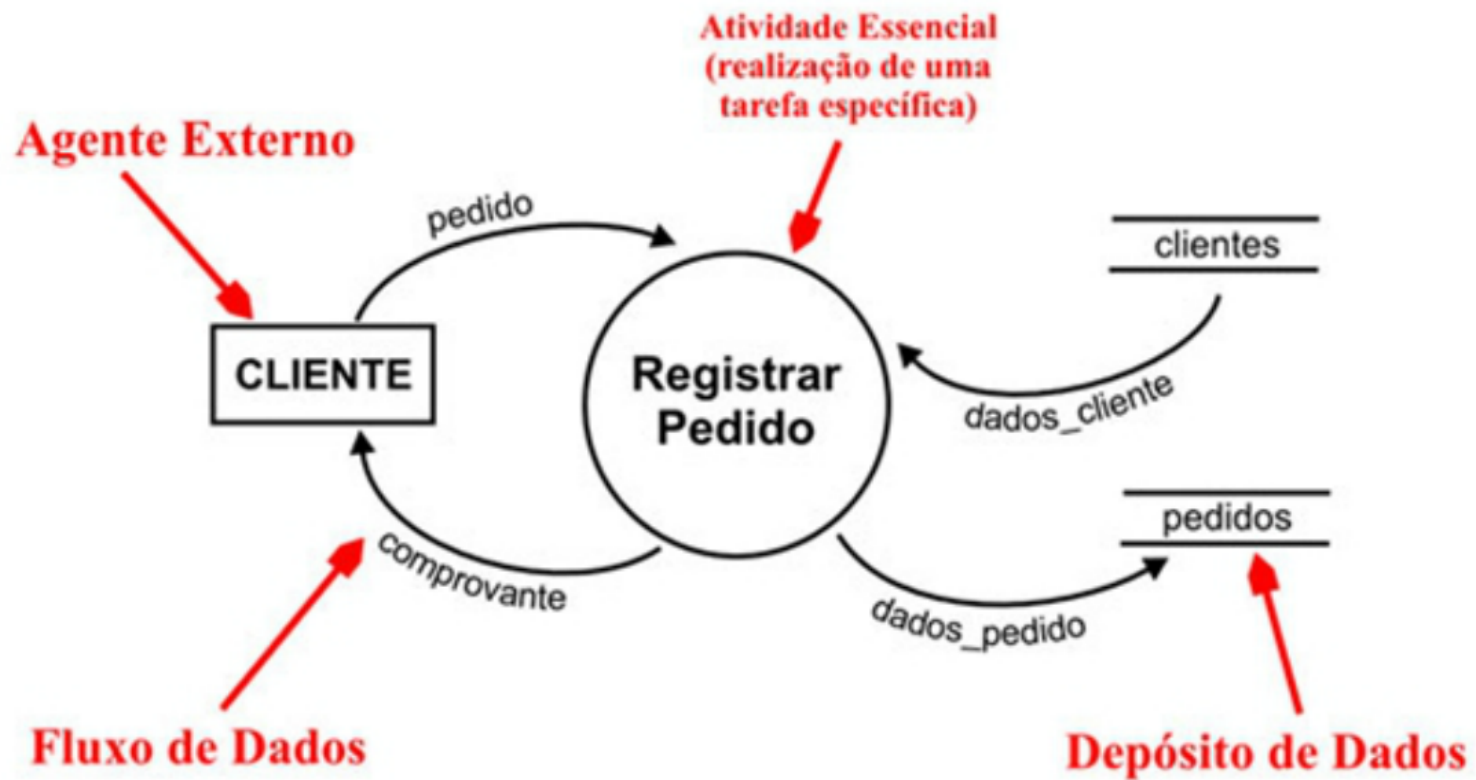 Atividade Essencial
(realização de uma
tarefa específica)
Agente Externo
pedido
clientes
CLIENTE
Registrar
Pedido
dados_cliente
pedidos
comprovante
dados_pedido
Fluxo de Dados
Depósito de Dados